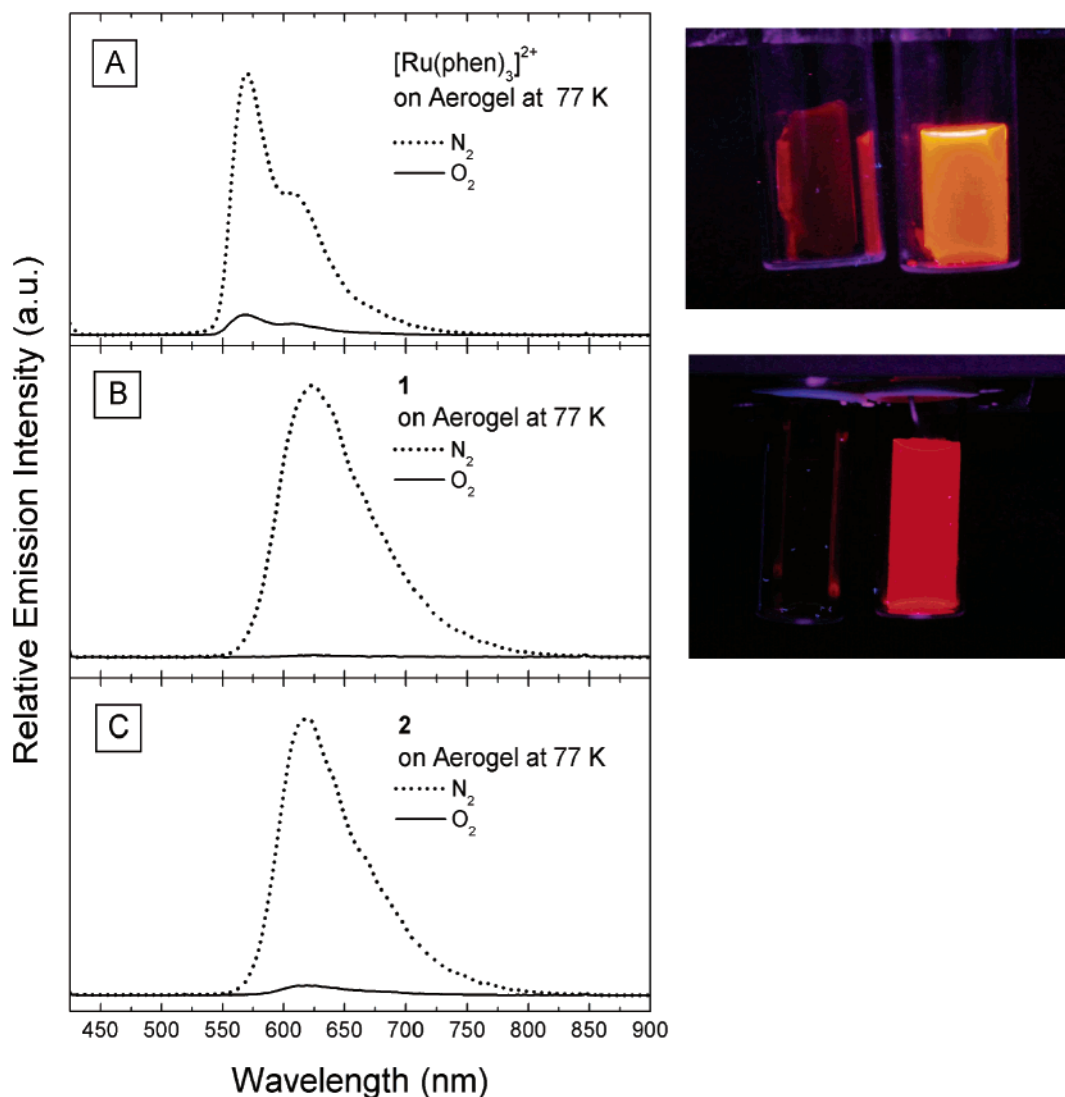 Relative Emission Intensity (a.u.)
A
[Ru(phen)₃]²⁺
on Aerogel at 77 K
N₂
O₂
B
1
on Aerogel at 77 K
N₂
O₂
C
2
on Aerogel at 77 K
N₂
O₂
450 500 550 600 650 700 750 800 850 900
Wavelength (nm)